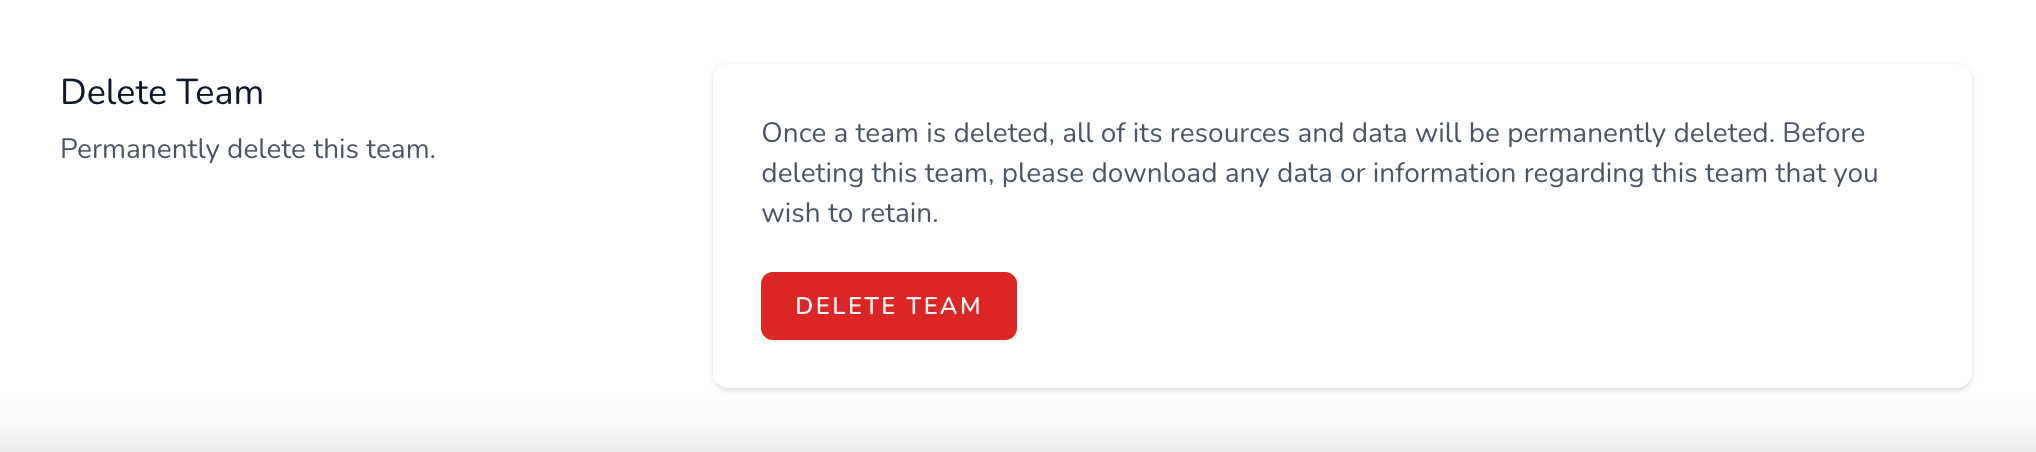 Delete Team
Permanently delete this team.
Once a team is deleted, all of its resources and data will be permanently deleted. Before
deleting this team, please download any data or information regarding this team that you
wish to retain.
DELETE TEAM